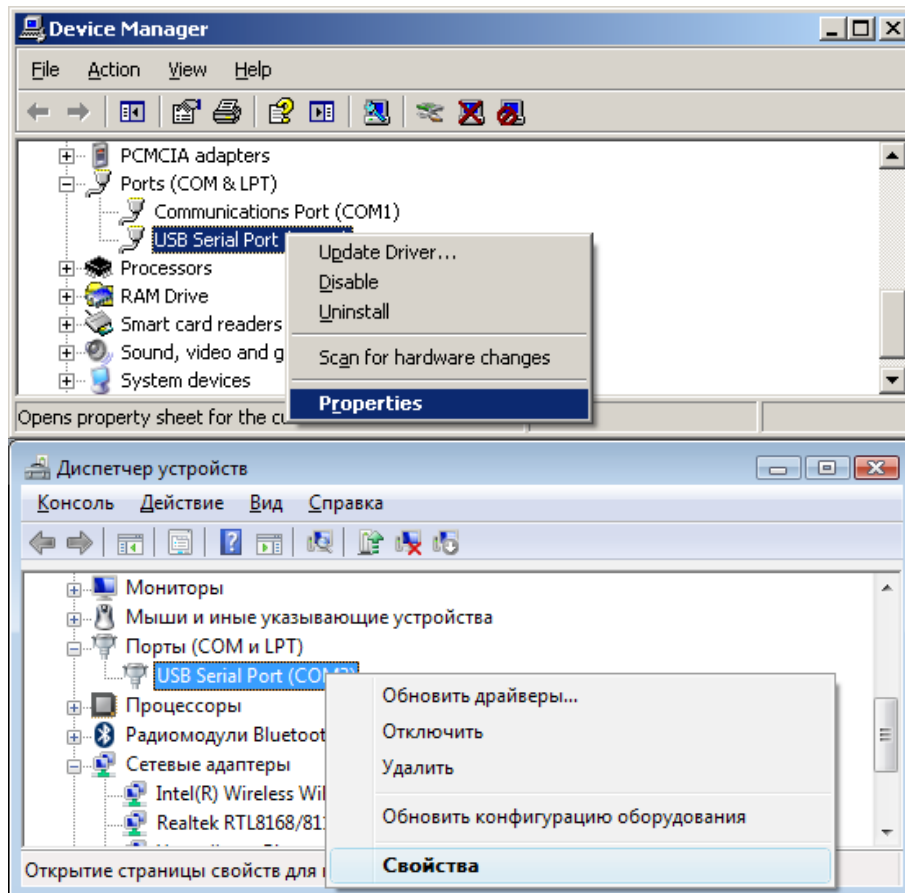 Device Manager
File Action View Help
PCMCIA adapters
Ports (COM & LPT)
Communications Port (COM1)
USB Serial Port
Update Driver...
Processors
Disable
RAM Drive
Uninstall
Smart card readers
Sound, video and g
Scan for hardware changes
System devices
Properties
Opens property sheet for the cu
Диспетчер устройств
Консоль Действие Вид Справка
Мониторы
Мыши и иные указывающие устройства
Порты (COM и LPT)
USB Serial Port
Обновить драйверы...
Процессоры
Радиомодули Bluetoot
Отключить
Сетевые адаптеры
Удалить
Intel(R) Wireless Wi
Обновить конфигурацию оборудования
Realtek RTL8168/81
Свойства
Открытие страницы свойств для